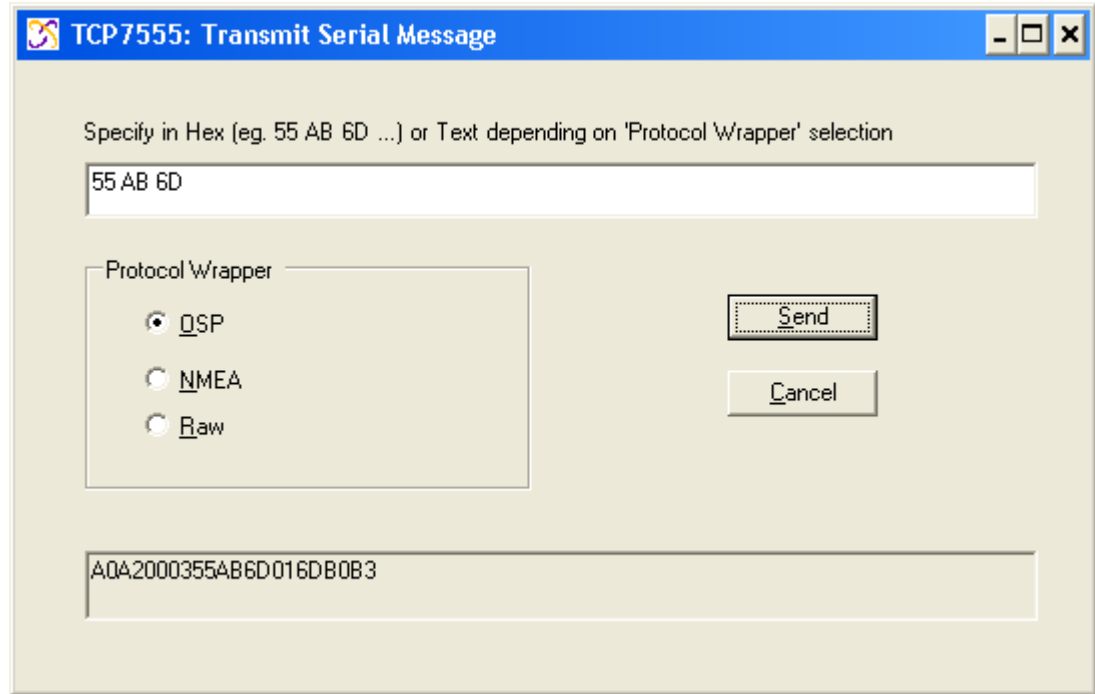 TCP7555: Transmit Serial Message
Specify in Hex (eg. 55 AB 6D ...) or Text depending on 'Protocol Wrapper' selection
55 AB 6D
Protocol Wrapper
OSP
NMEA
Raw
Send
Cancel
A0A2000355AB6D016DB0B3